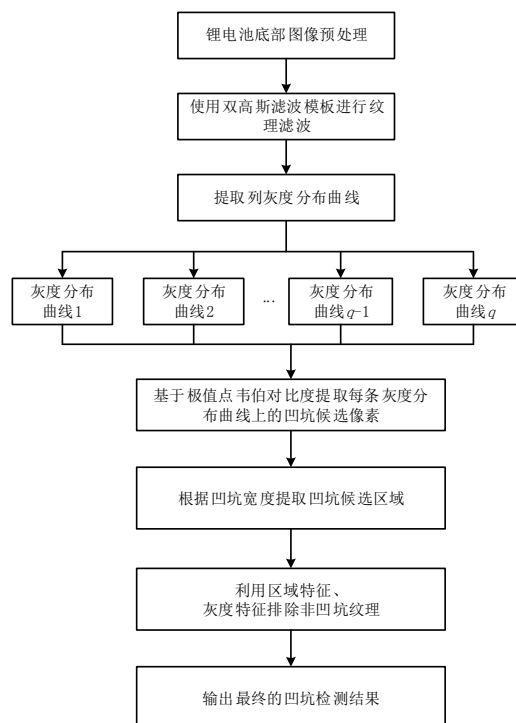 锂电池底部图像预处理
使用双高斯滤波模板进行纹
理滤波
提取列灰度分布曲线
灰度分布
曲线1
灰度分布
曲线2
...
灰度分布
曲线q-1
灰度分布
曲线q
基于极值点韦伯对比度提取每条灰度分
布曲线上的凹坑候选像素
根据凹坑宽度提取凹坑候选区域
利用区域特征、
灰度特征排除非凹坑纹理
输出最终的凹坑检测结果